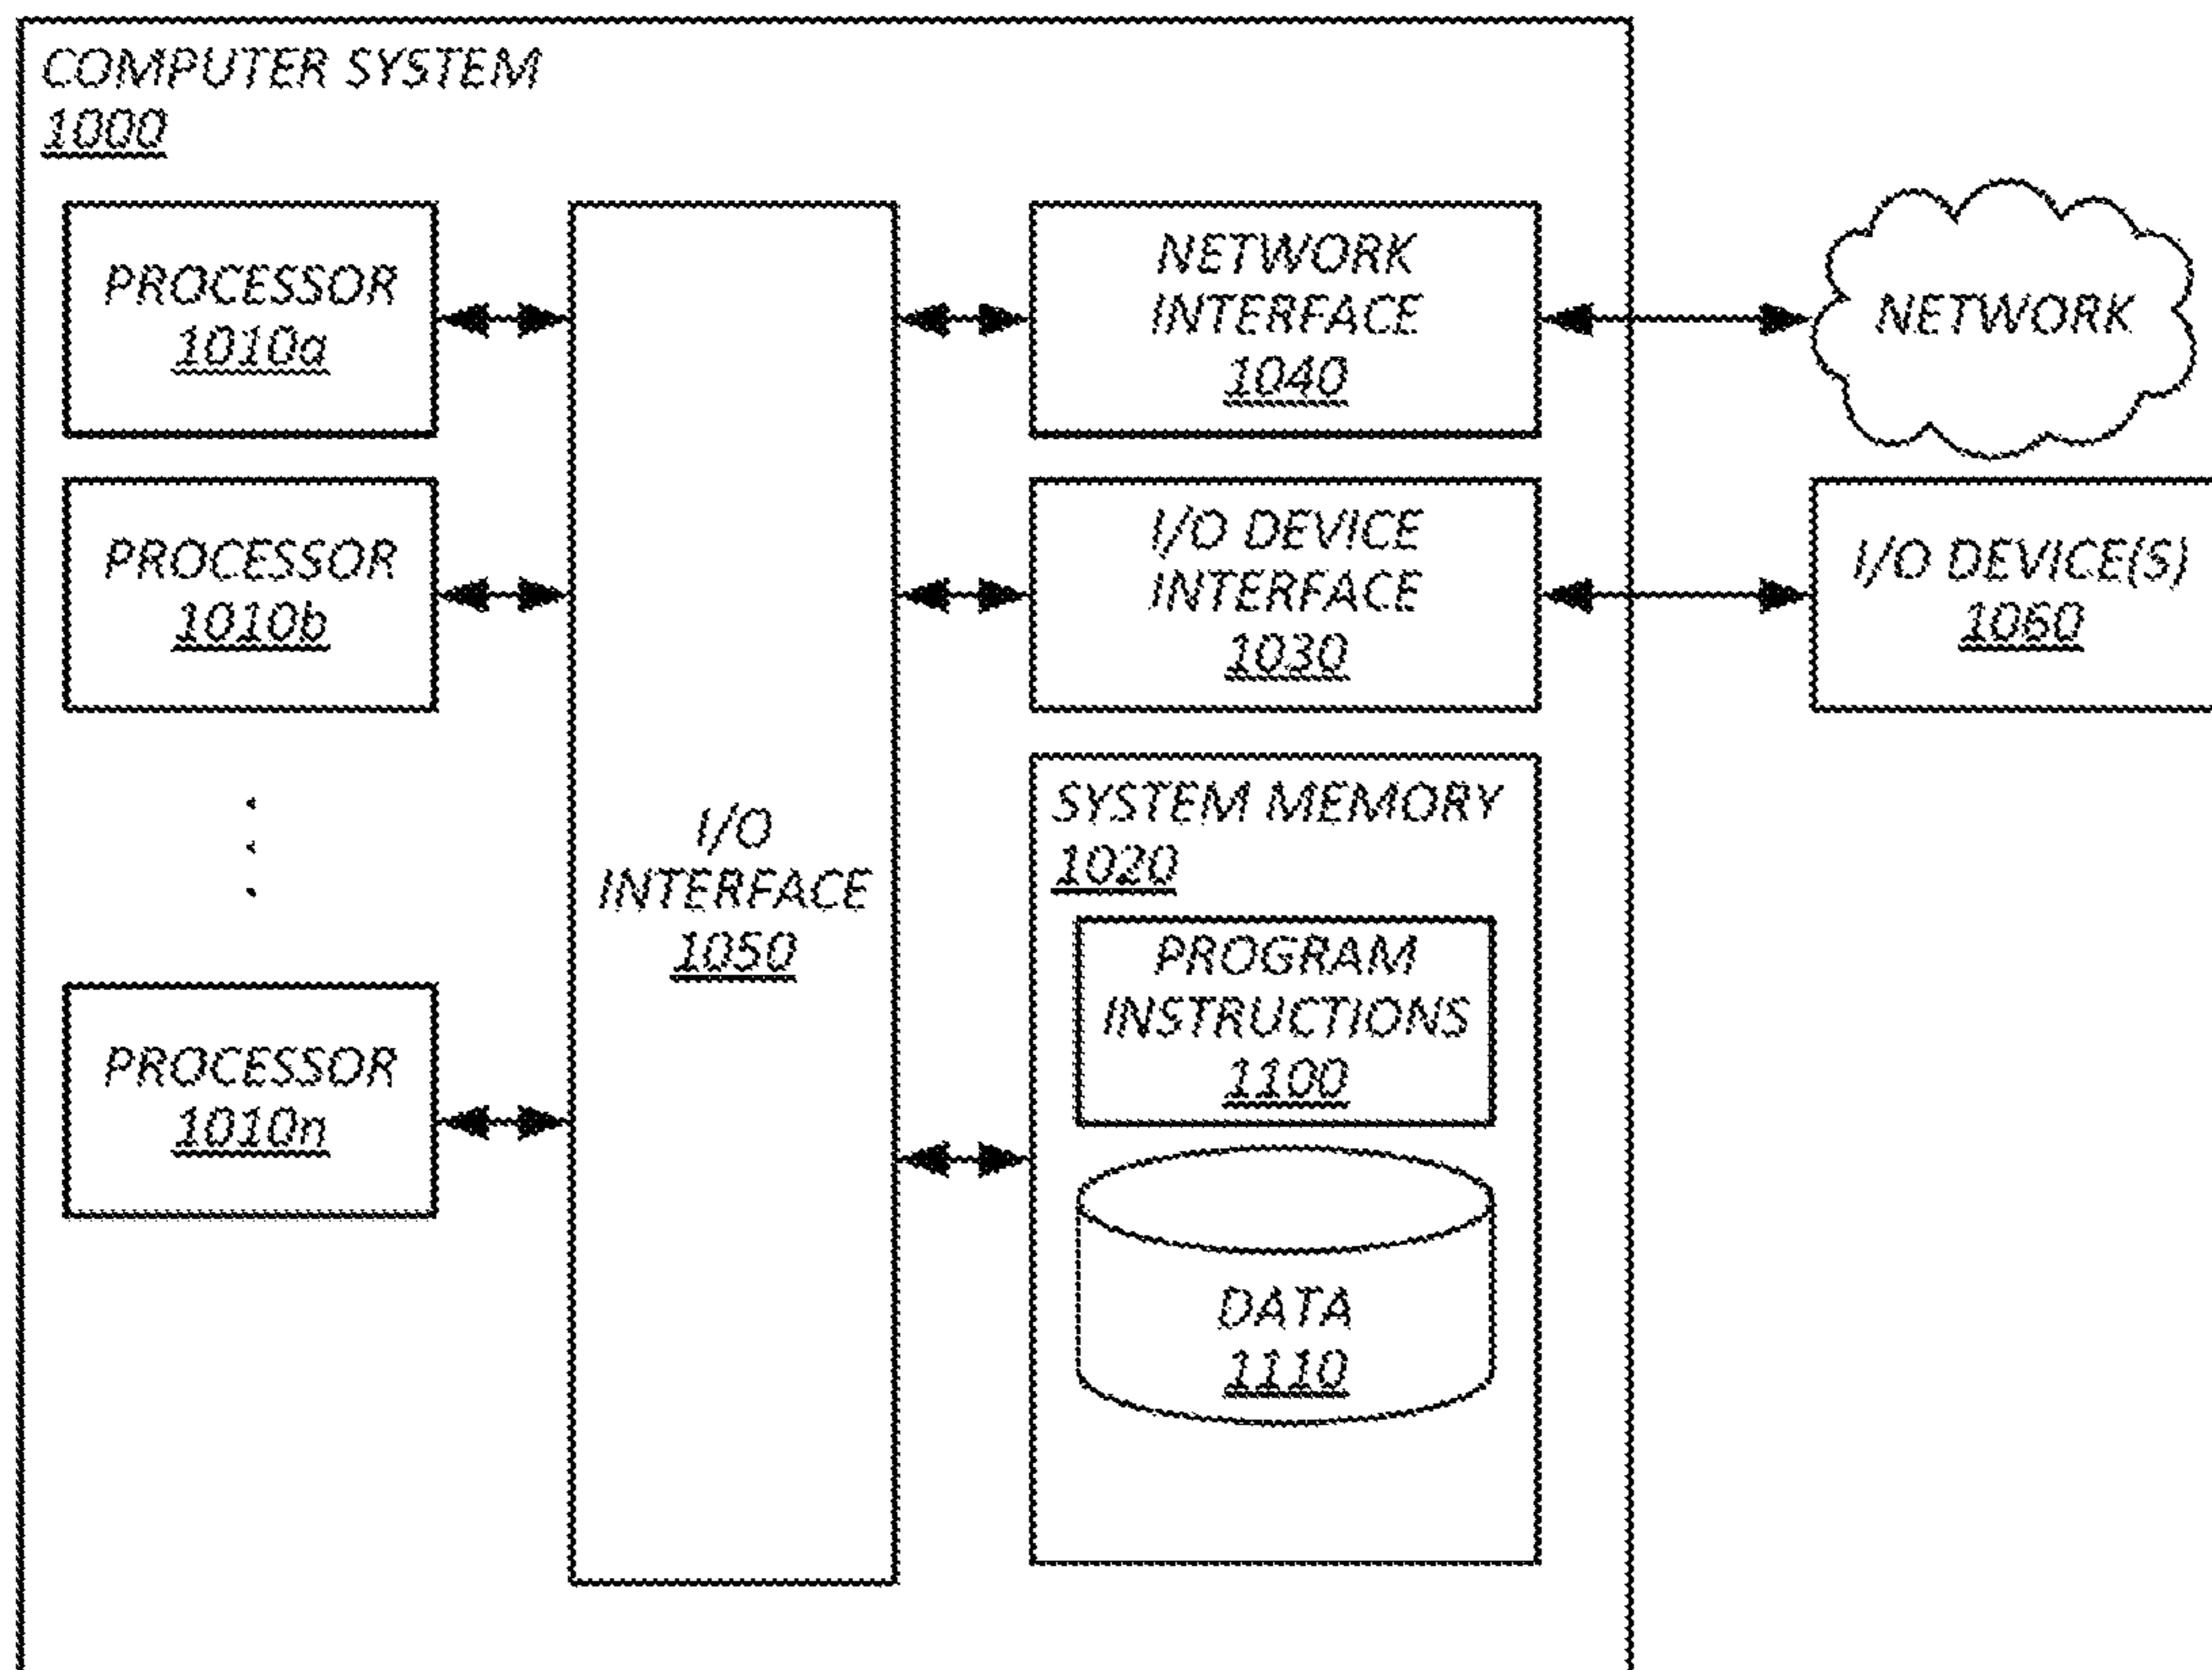 COMPUTER SYSTEM
1000
PROCESSOR
1010a
PROCESSOR
1010b
PROCESSOR
1010n
I/O
INTERFACE
1050
NETWORK
INTERFACE
1040
I/O DEVICE
INTERFACE
1030
SYSTEM MEMORY
1020
PROGRAM
INSTRUCTIONS
1100
DATA
1110
NETWORK
I/O DEVICE(S)
1060